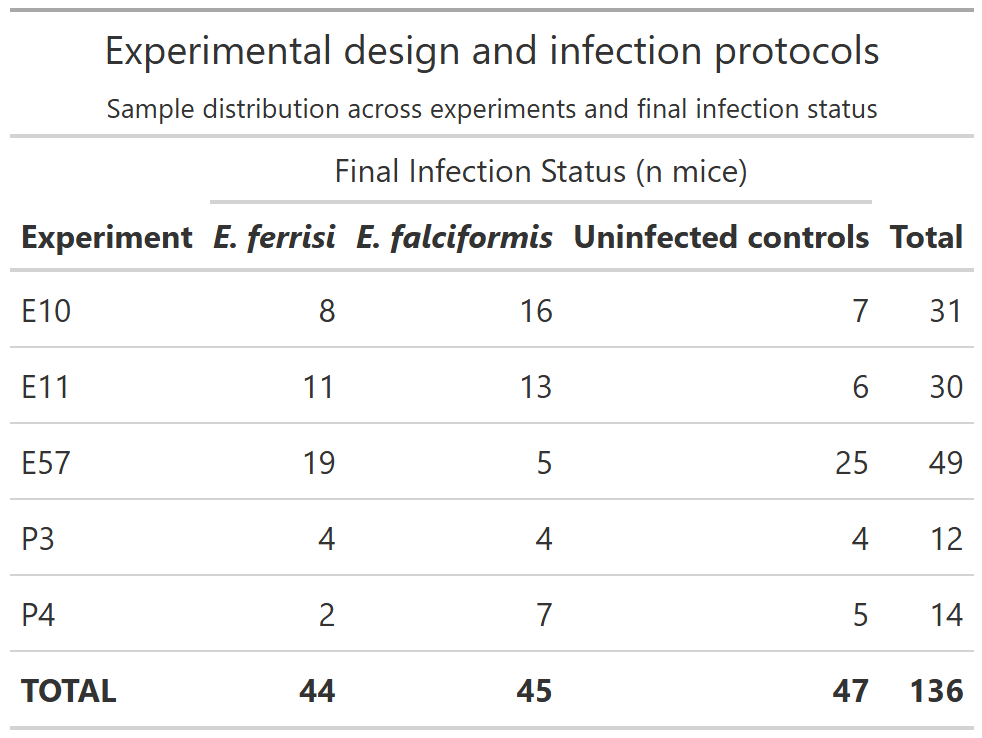 Experimental design and infection protocols
Sample distribution across experiments and final infection status
Final Infection Status (n mice)
Experiment E. ferrisi E. falciformis Uninfected controls Total
E10 8 16 7 31
E11 11 13 6 30
E57 19 5 25 49
P3 4 4 4 12
P4 2 7 5 14
TOTAL 44 45 47 136